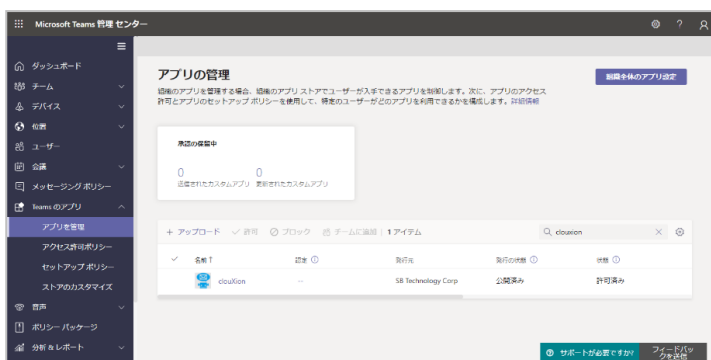 Microsoft Teams 管理センター
ダッシュボード
チーム
デバイス
位置
ユーザー
会議
メッセージング ポリシー
Teams のアプリ
アプリを管理
アクセス許可ポリシー
セットアップ ポリシー
ストアのカスタマイズ
音声
ポリシー パッケージ
分析 & レポート
アプリの管理
組織全体のアプリ設定
組織のアプリを管理する場合、組織のアプリ ストアでユーザーが入手できるアプリを制御します。次に、アプリのアクセス
許可とアプリのセットアップ ポリシーを使用して、特定のユーザーがどのアプリを利用できるかを構成します。詳細情報
承認の保留中
0 0
送信されたカスタムアプリ 更新されたカスタムアプリ
+ アップロード 許可 ブロック チームに追加 | 1 アイテム clouxion
名前 ↑ 認定 発行元 発行の状態 状態
clouXion -- SB Technology Corp 公開済み 許可済み
サポートが必要ですか?
フィードバッ
クを送信